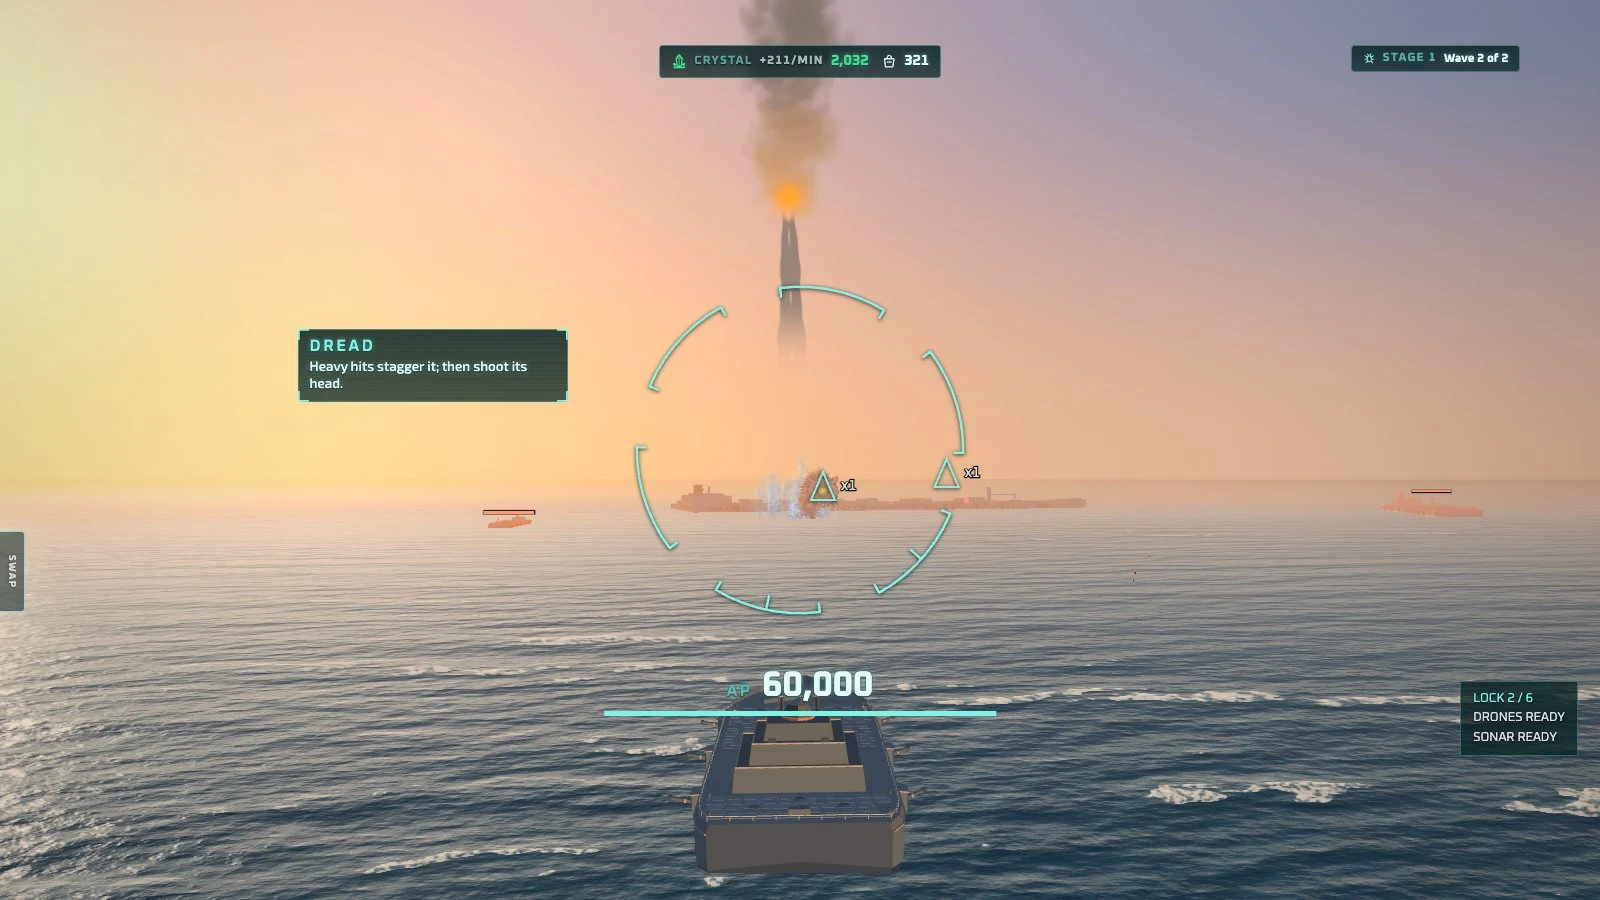 CRYSTAL +211/MIN 2,032 321
STAGE 1 Wave 2 of 2
DREAD
Heavy hits stagger it; then shoot its
head.
x1
x1
SWAP
AP 60,000
LOCK 2 / 6
DRONES READY
SONAR READY